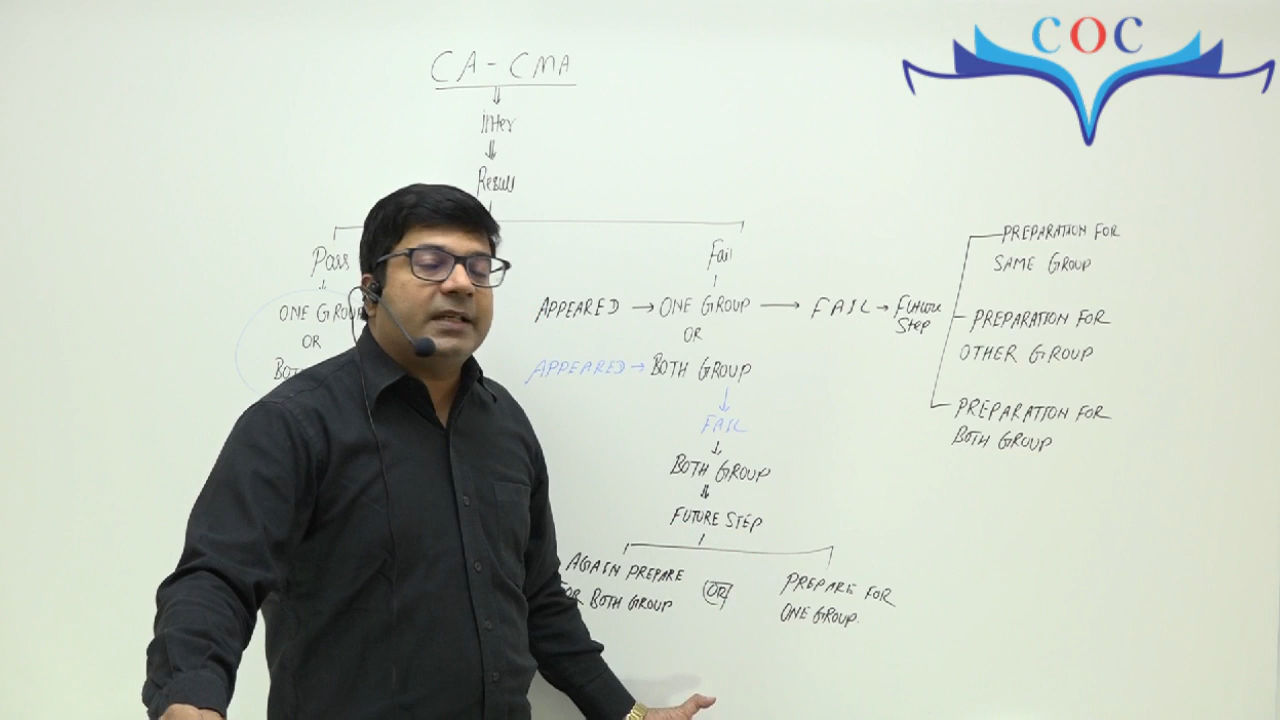 COC
CA - CMA
Inter
Result
Pass
Fail
ONE GROUP
OR
BOTH
APPEARED → ONE GROUP → FAIL → FUTURE STEP
OR
APPEARED → BOTH GROUP
FAIL
BOTH GROUP
FUTURE STEP
AGAIN PREPARE
FOR BOTH GROUP
OR
PREPARE FOR
ONE GROUP.
PREPARATION FOR
SAME GROUP
PREPARATION FOR
OTHER GROUP
PREPARATION FOR
BOTH GROUP